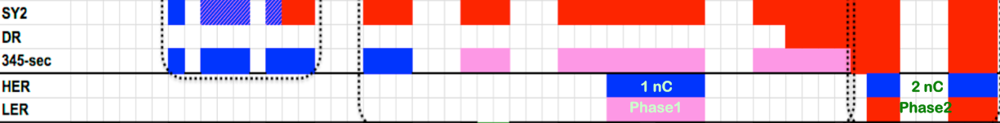 SY2
DR
345-sec
HER 1 nC 2 nC
LER Phase1 Phase2